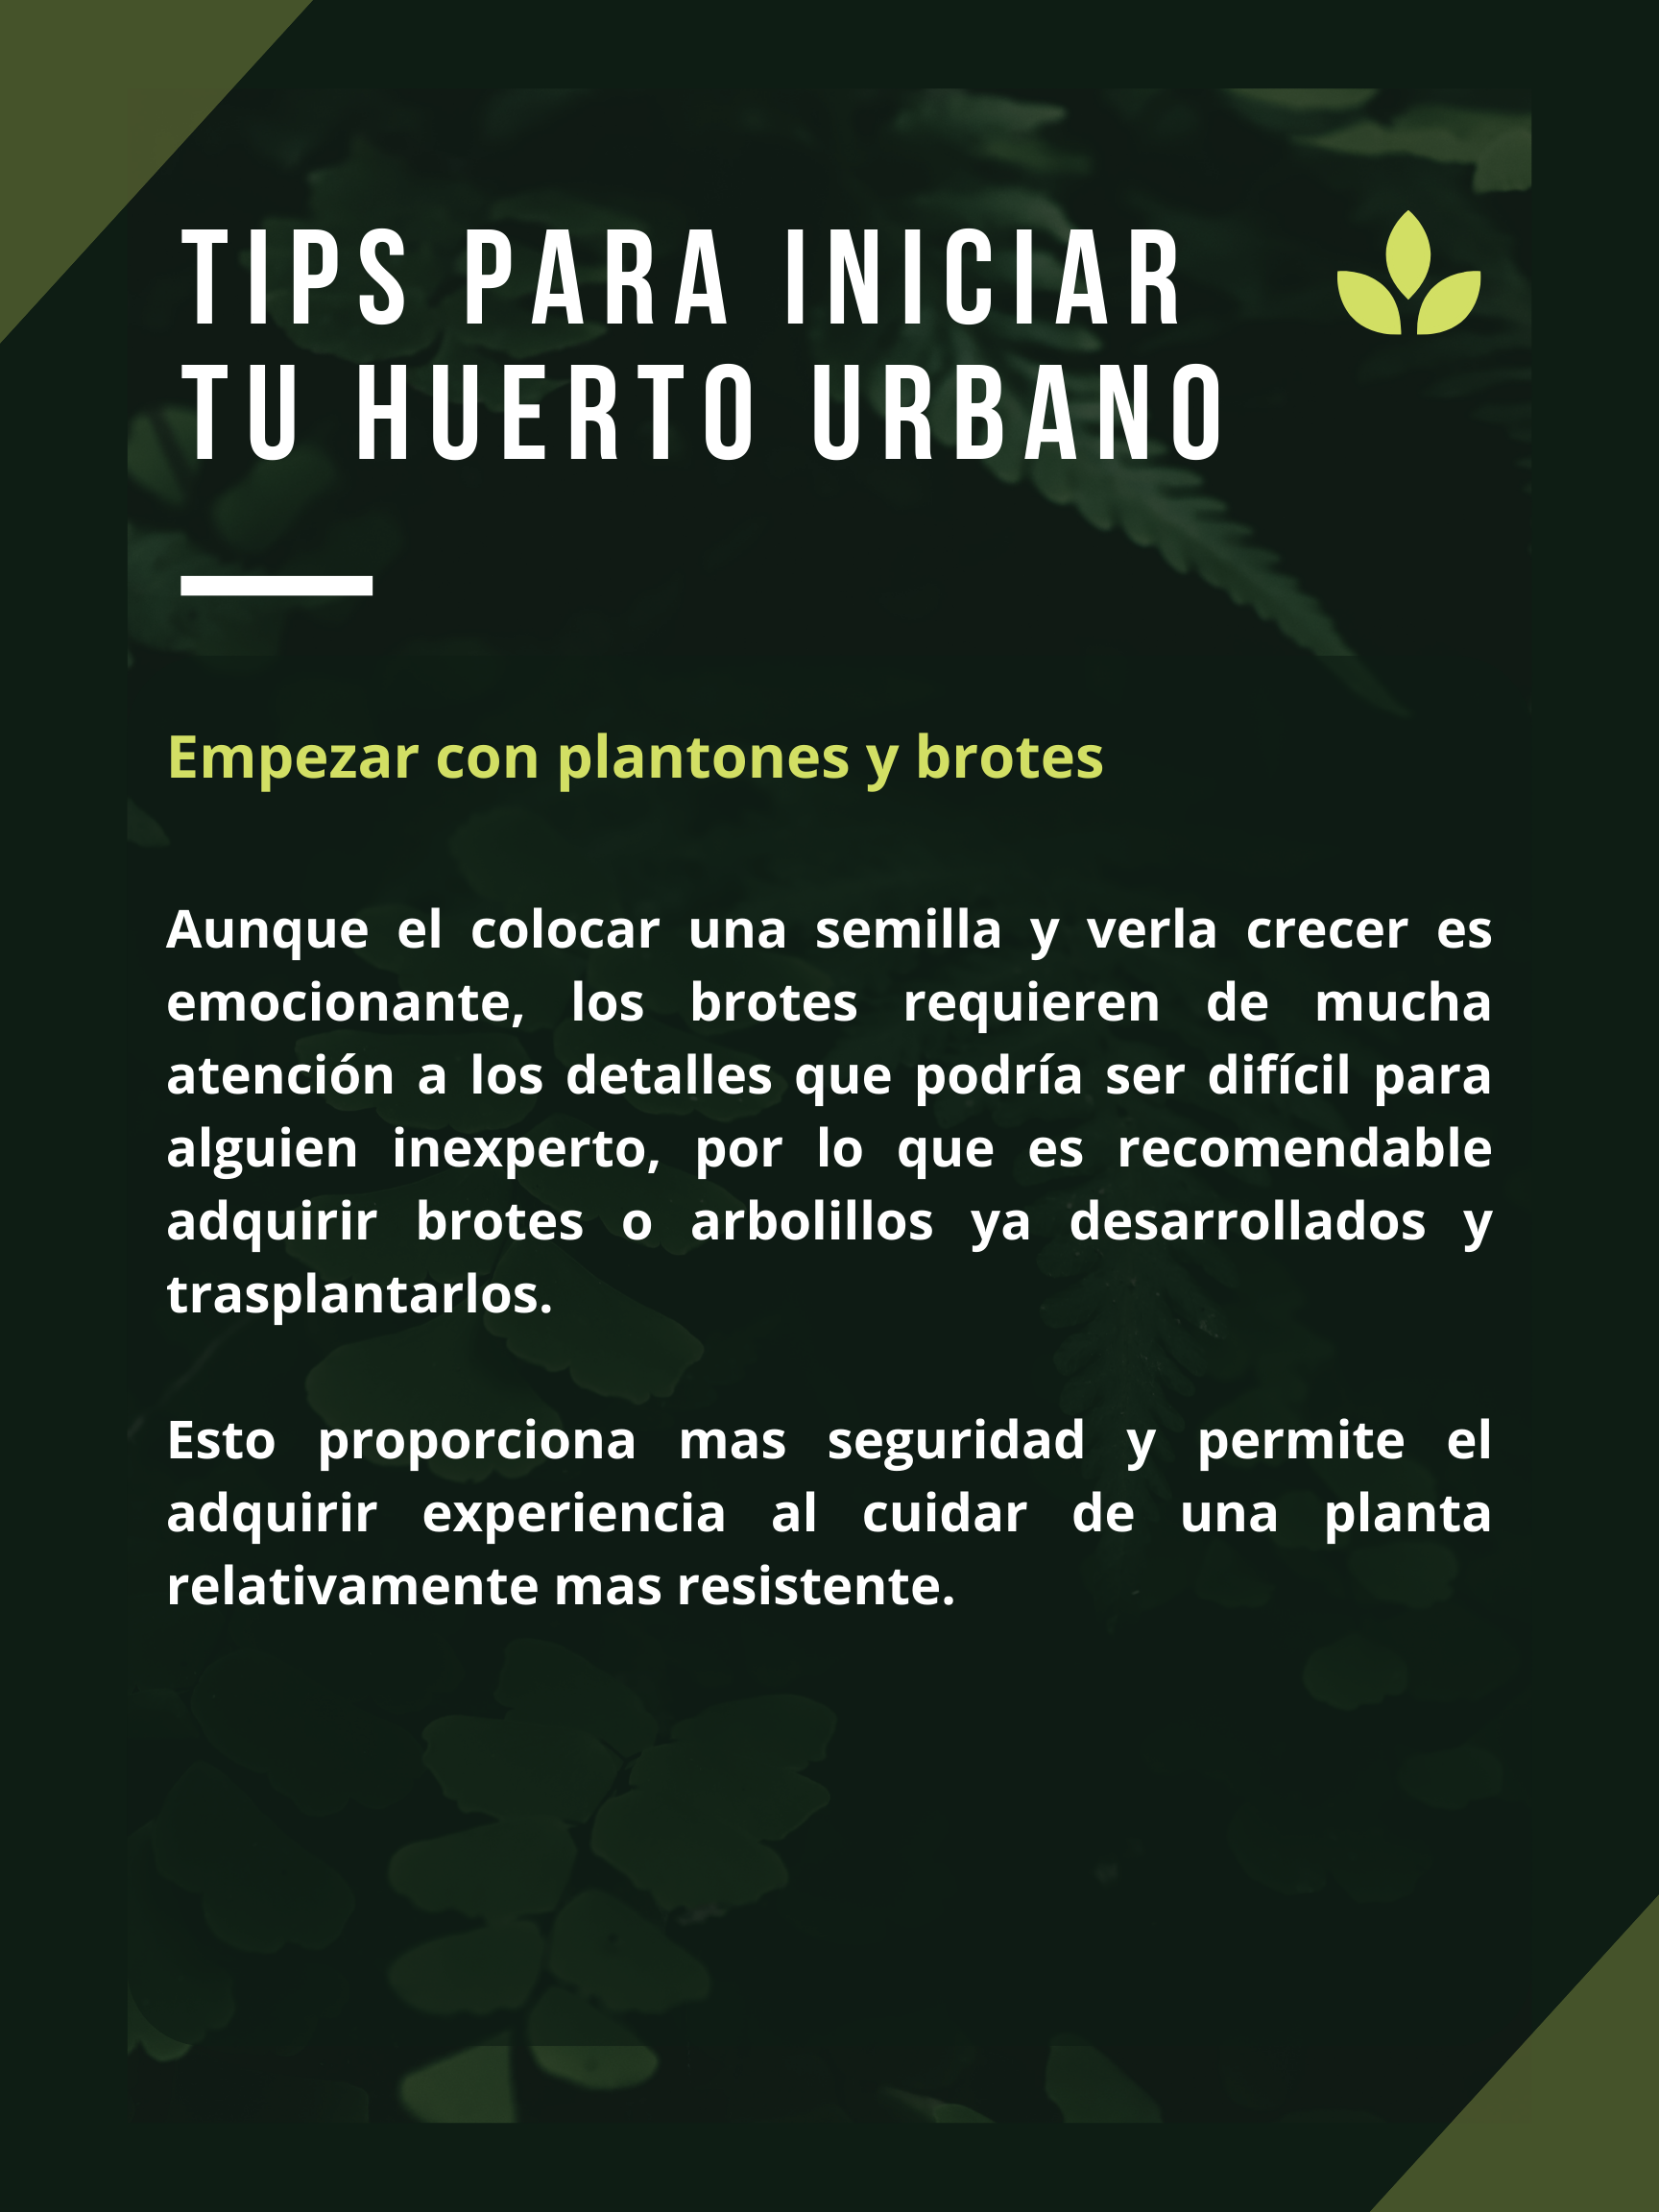 TIPS PARA INICIAR
TU HUERTO URBANO
Empezar con plantones y brotes
Aunque el colocar una semilla y verla crecer es
emocionante, los brotes requieren de mucha
atención a los detalles que podría ser difícil para
alguien inexperto, por lo que es recomendable
adquirir brotes o arbolillos ya desarrollados y
trasplantarlos.
Esto proporciona mas seguridad y permite el
adquirir experiencia al cuidar de una planta
relativamente mas resistente.